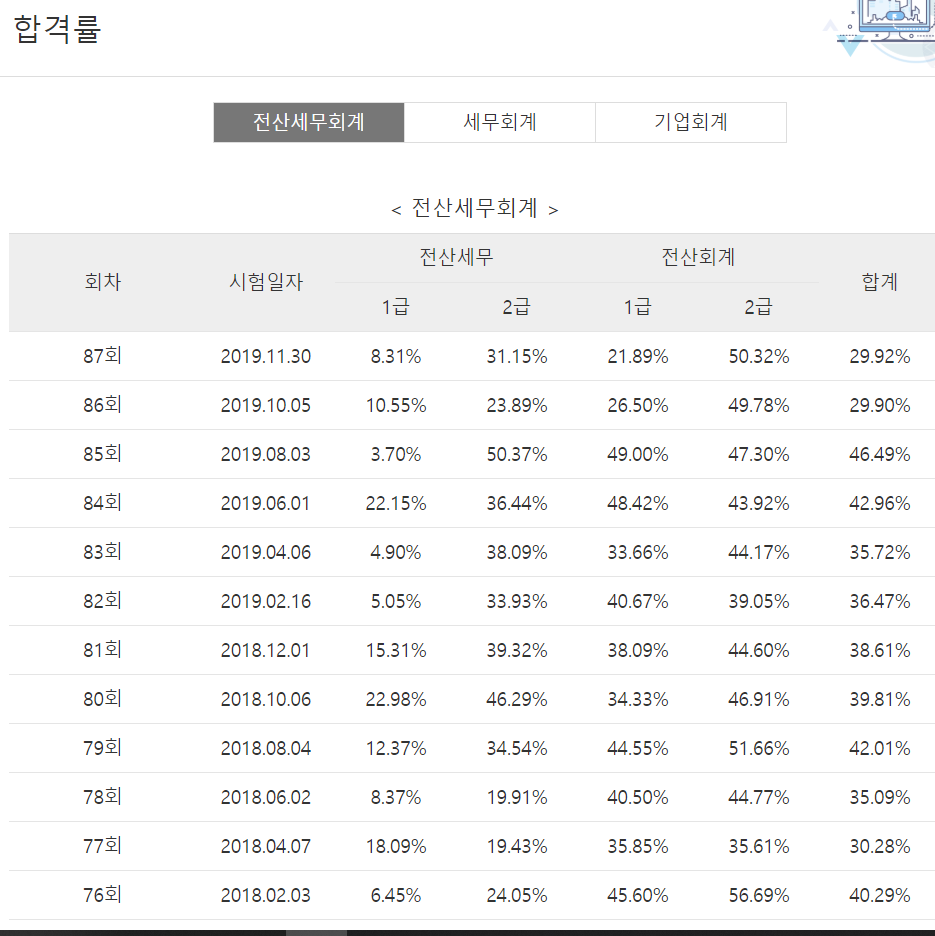 합격률
전산세무회계 세무회계 기업회계
< 전산세무회계 >
회차 시험일자 전산세무 전산회계 합계
1급 2급 1급 2급
87회 2019.11.30 8.31% 31.15% 21.89% 50.32% 29.92%
86회 2019.10.05 10.55% 23.89% 26.50% 49.78% 29.90%
85회 2019.08.03 3.70% 50.37% 49.00% 47.30% 46.49%
84회 2019.06.01 22.15% 36.44% 48.42% 43.92% 42.96%
83회 2019.04.06 4.90% 38.09% 33.66% 44.17% 35.72%
82회 2019.02.16 5.05% 33.93% 40.67% 39.05% 36.47%
81회 2018.12.01 15.31% 39.32% 38.09% 44.60% 38.61%
80회 2018.10.06 22.98% 46.29% 34.33% 46.91% 39.81%
79회 2018.08.04 12.37% 34.54% 44.55% 51.66% 42.01%
78회 2018.06.02 8.37% 19.91% 40.50% 44.77% 35.09%
77회 2018.04.07 18.09% 19.43% 35.85% 35.61% 30.28%
76회 2018.02.03 6.45% 24.05% 45.60% 56.69% 40.29%